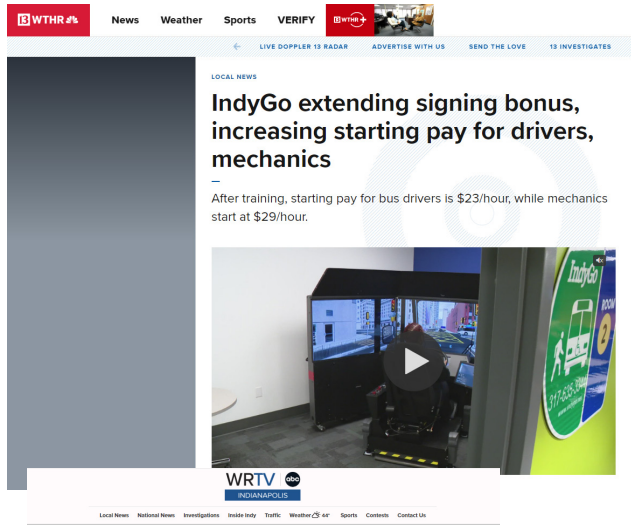 13 WTHR News Weather Sports VERIFY 13 WTHR+
LIVE DOPPLER 13 RADAR ADVERTISE WITH US SEND THE LOVE 13 INVESTIGATES
LOCAL NEWS
IndyGo extending signing bonus,
increasing starting pay for drivers,
mechanics
After training, starting pay for bus drivers is $23/hour, while mechanics
start at $29/hour.
IndyGo
ROOM
2
WRTV abc
INDIANAPOLIS
Local News National News Investigations Inside Indy Traffic Weather 44° Sports Contests Contact Us